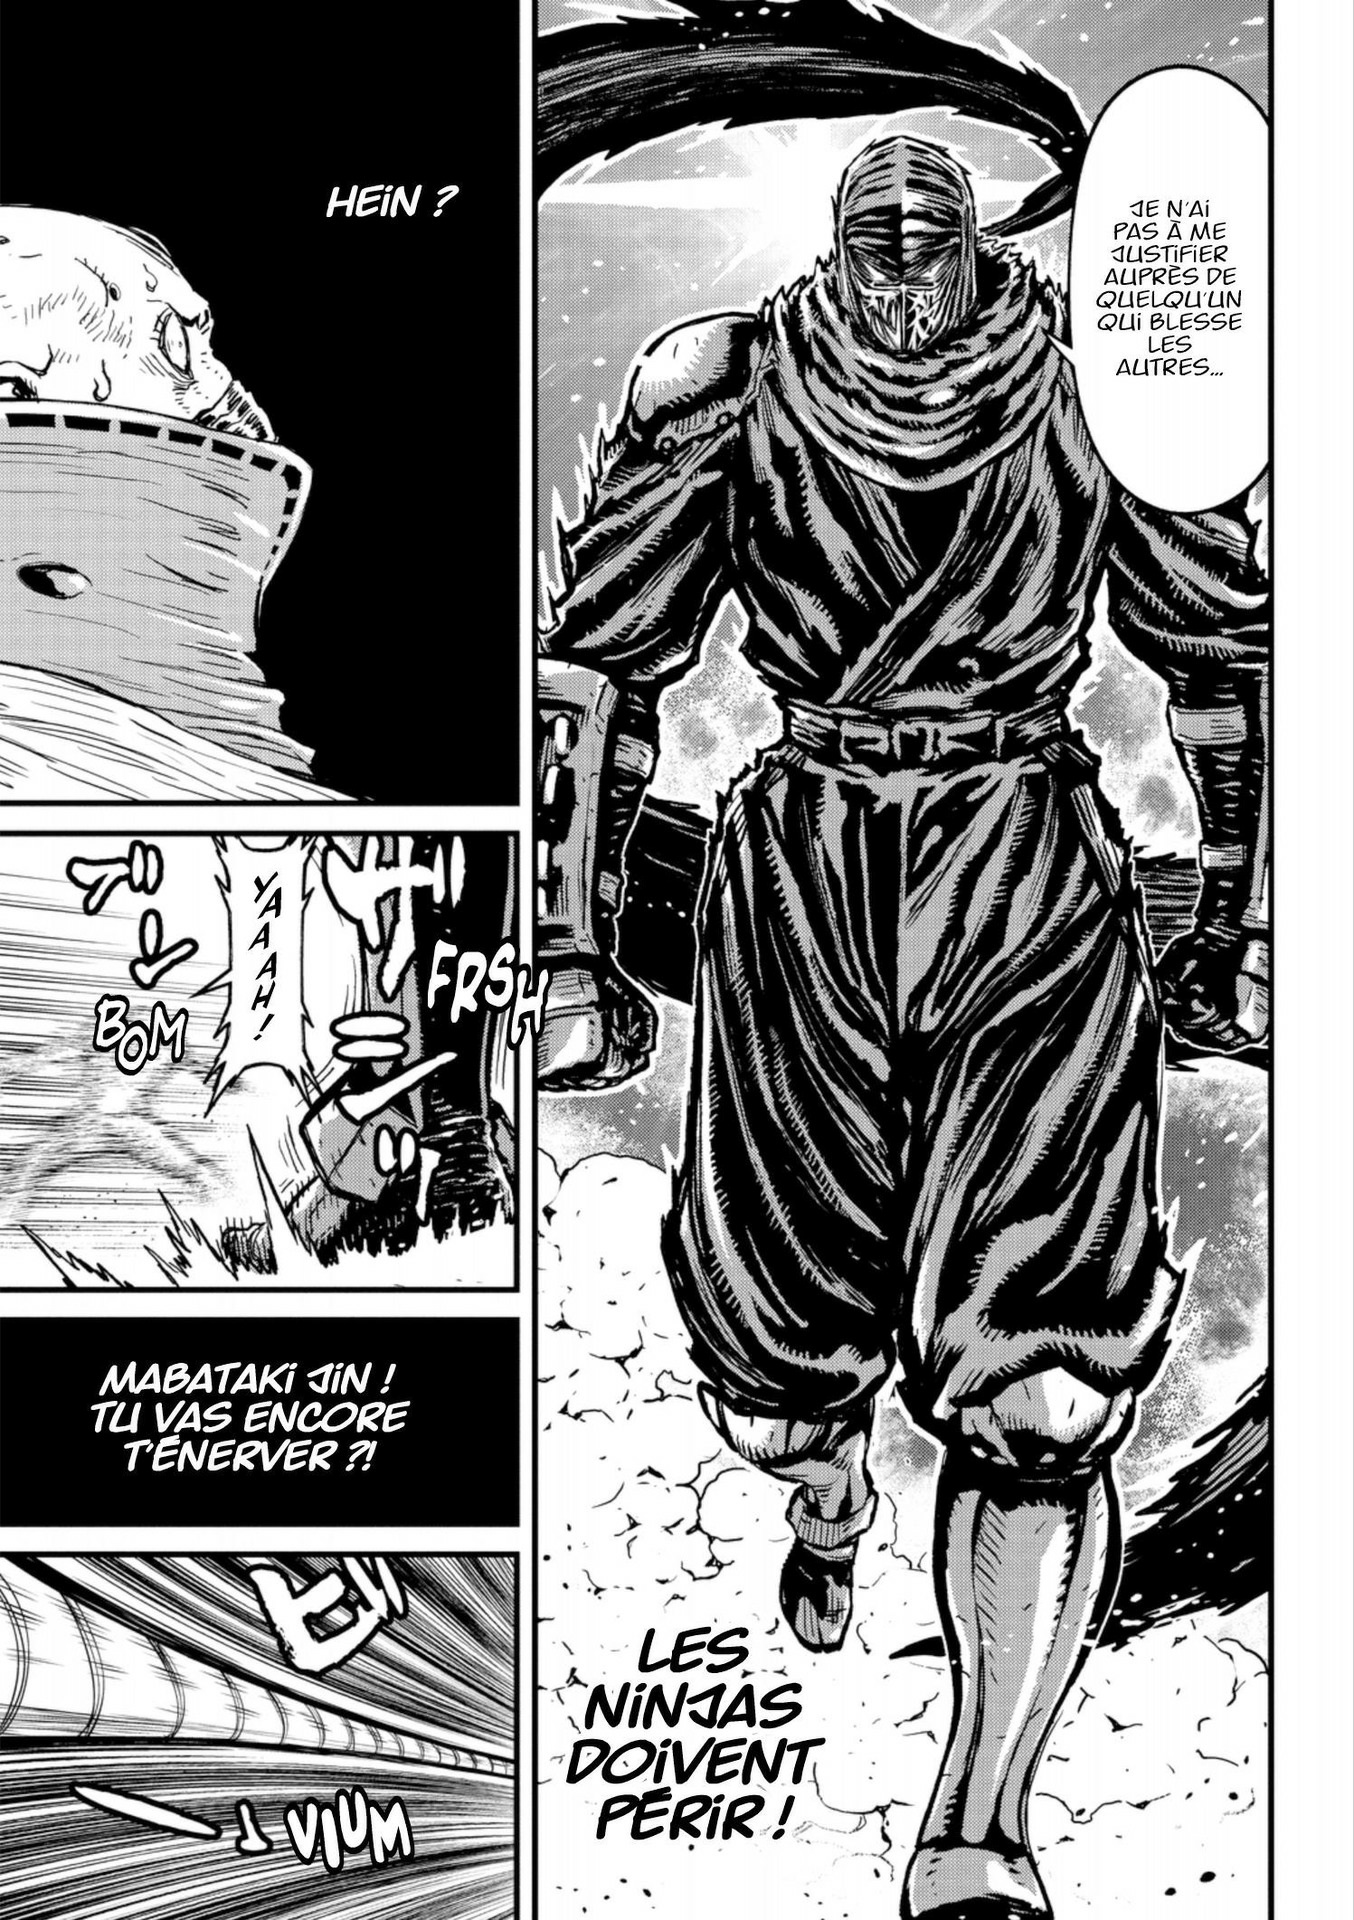 JE N'AI
PAS À ME
JUSTIFIER
AUPRÈS DE
QUELQU'UN
QUI BLESSE
LES
AUTRES...
LES
NINJAS
DOIVENT
PÉRIR !
HEIN ?
FRSH
YAAAH !
BOM
MABATAKI JIN !
TU VAS ENCORE
T'ÉNERVER ?!
VIUM